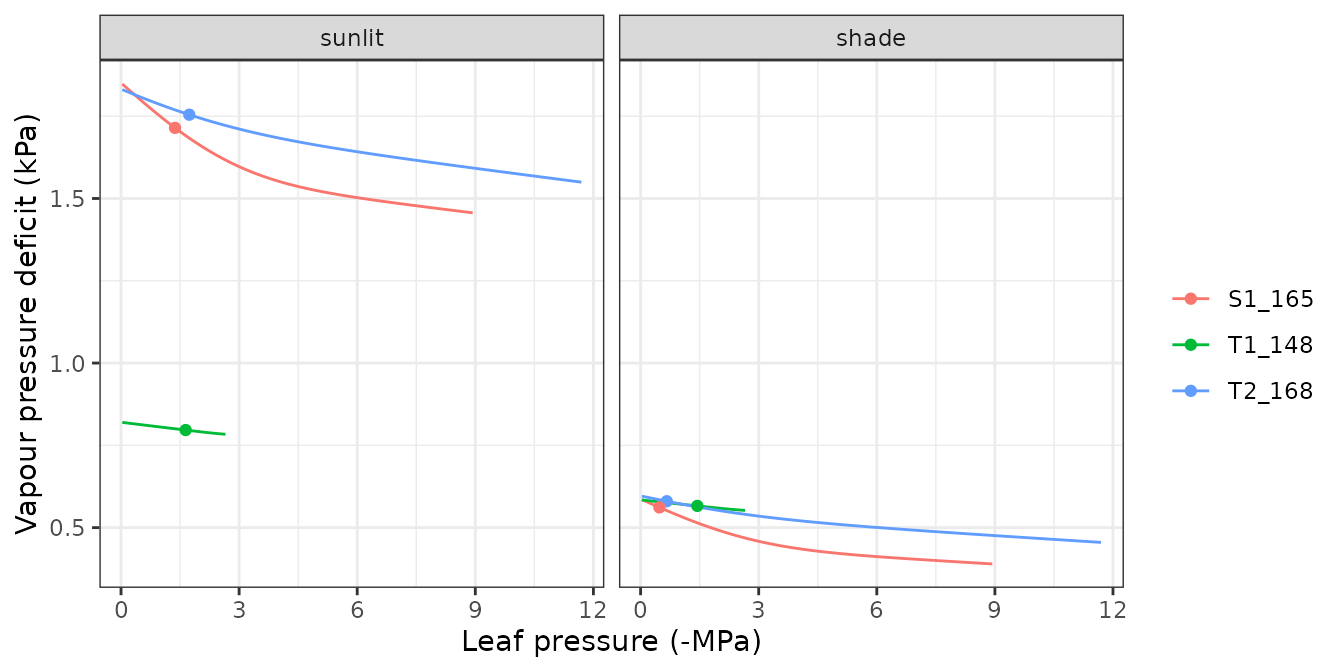 sunlit
shade
Vapour pressure deficit (kPa)
1.5
1.0
0.5
0 3 6 9 12
0 3 6 9 12
Leaf pressure (-MPa)
S1_165
T1_148
T2_168